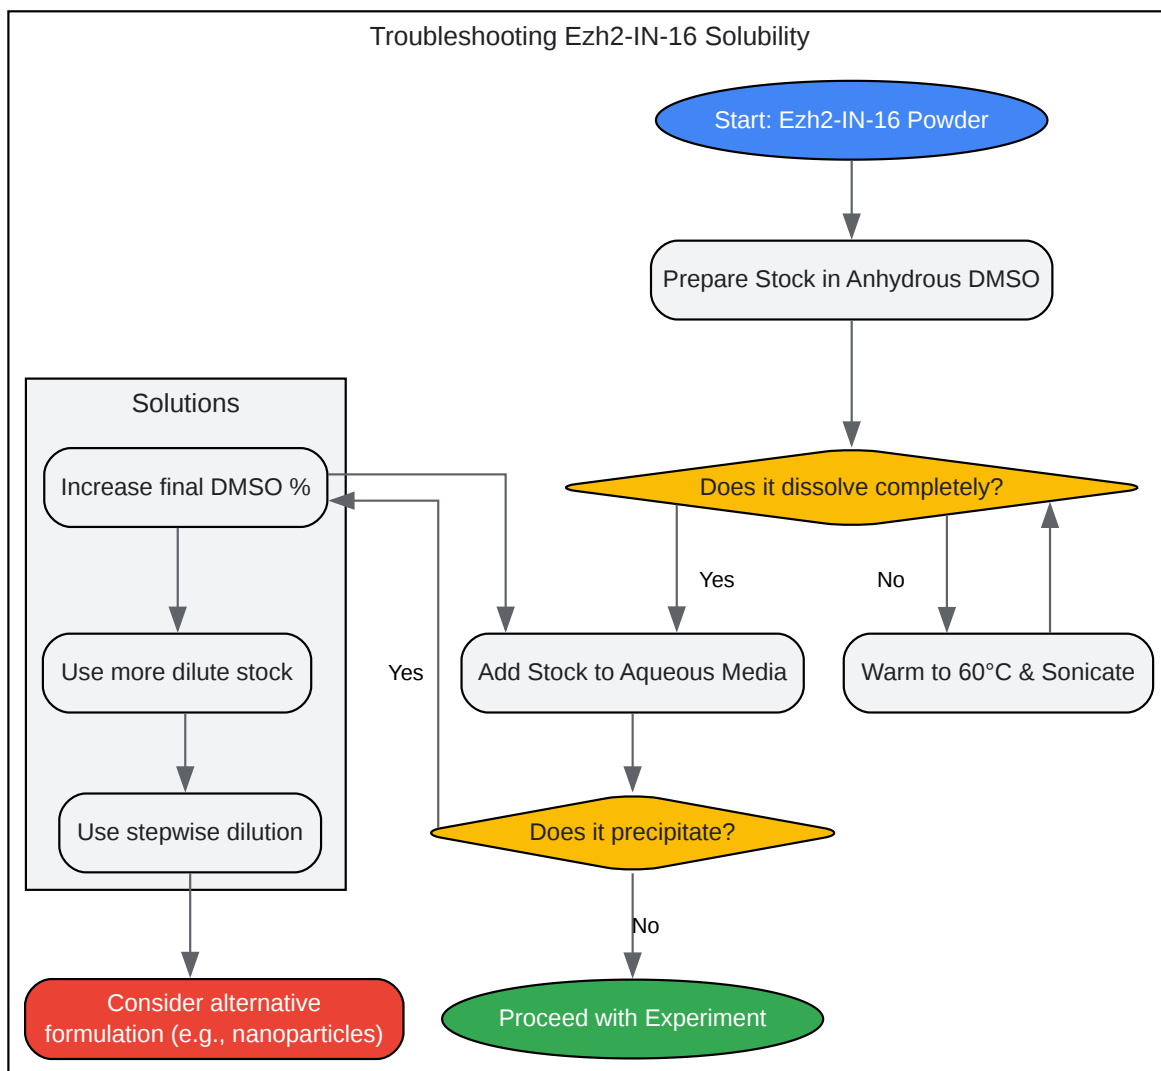 Troubleshooting Ezh2-IN-16 Solubility
Start: Ezh2-IN-16 Powder
Prepare Stock in Anhydrous DMSO
Solutions
Increase final DMSO %
Does it dissolve completely?
Yes
No
Use more dilute stock
Yes
Add Stock to Aqueous Media
Warm to 60°C & Sonicate
Use stepwise dilution
Does it precipitate?
No
Consider alternative
formulation (e.g., nanoparticles)
Proceed with Experiment